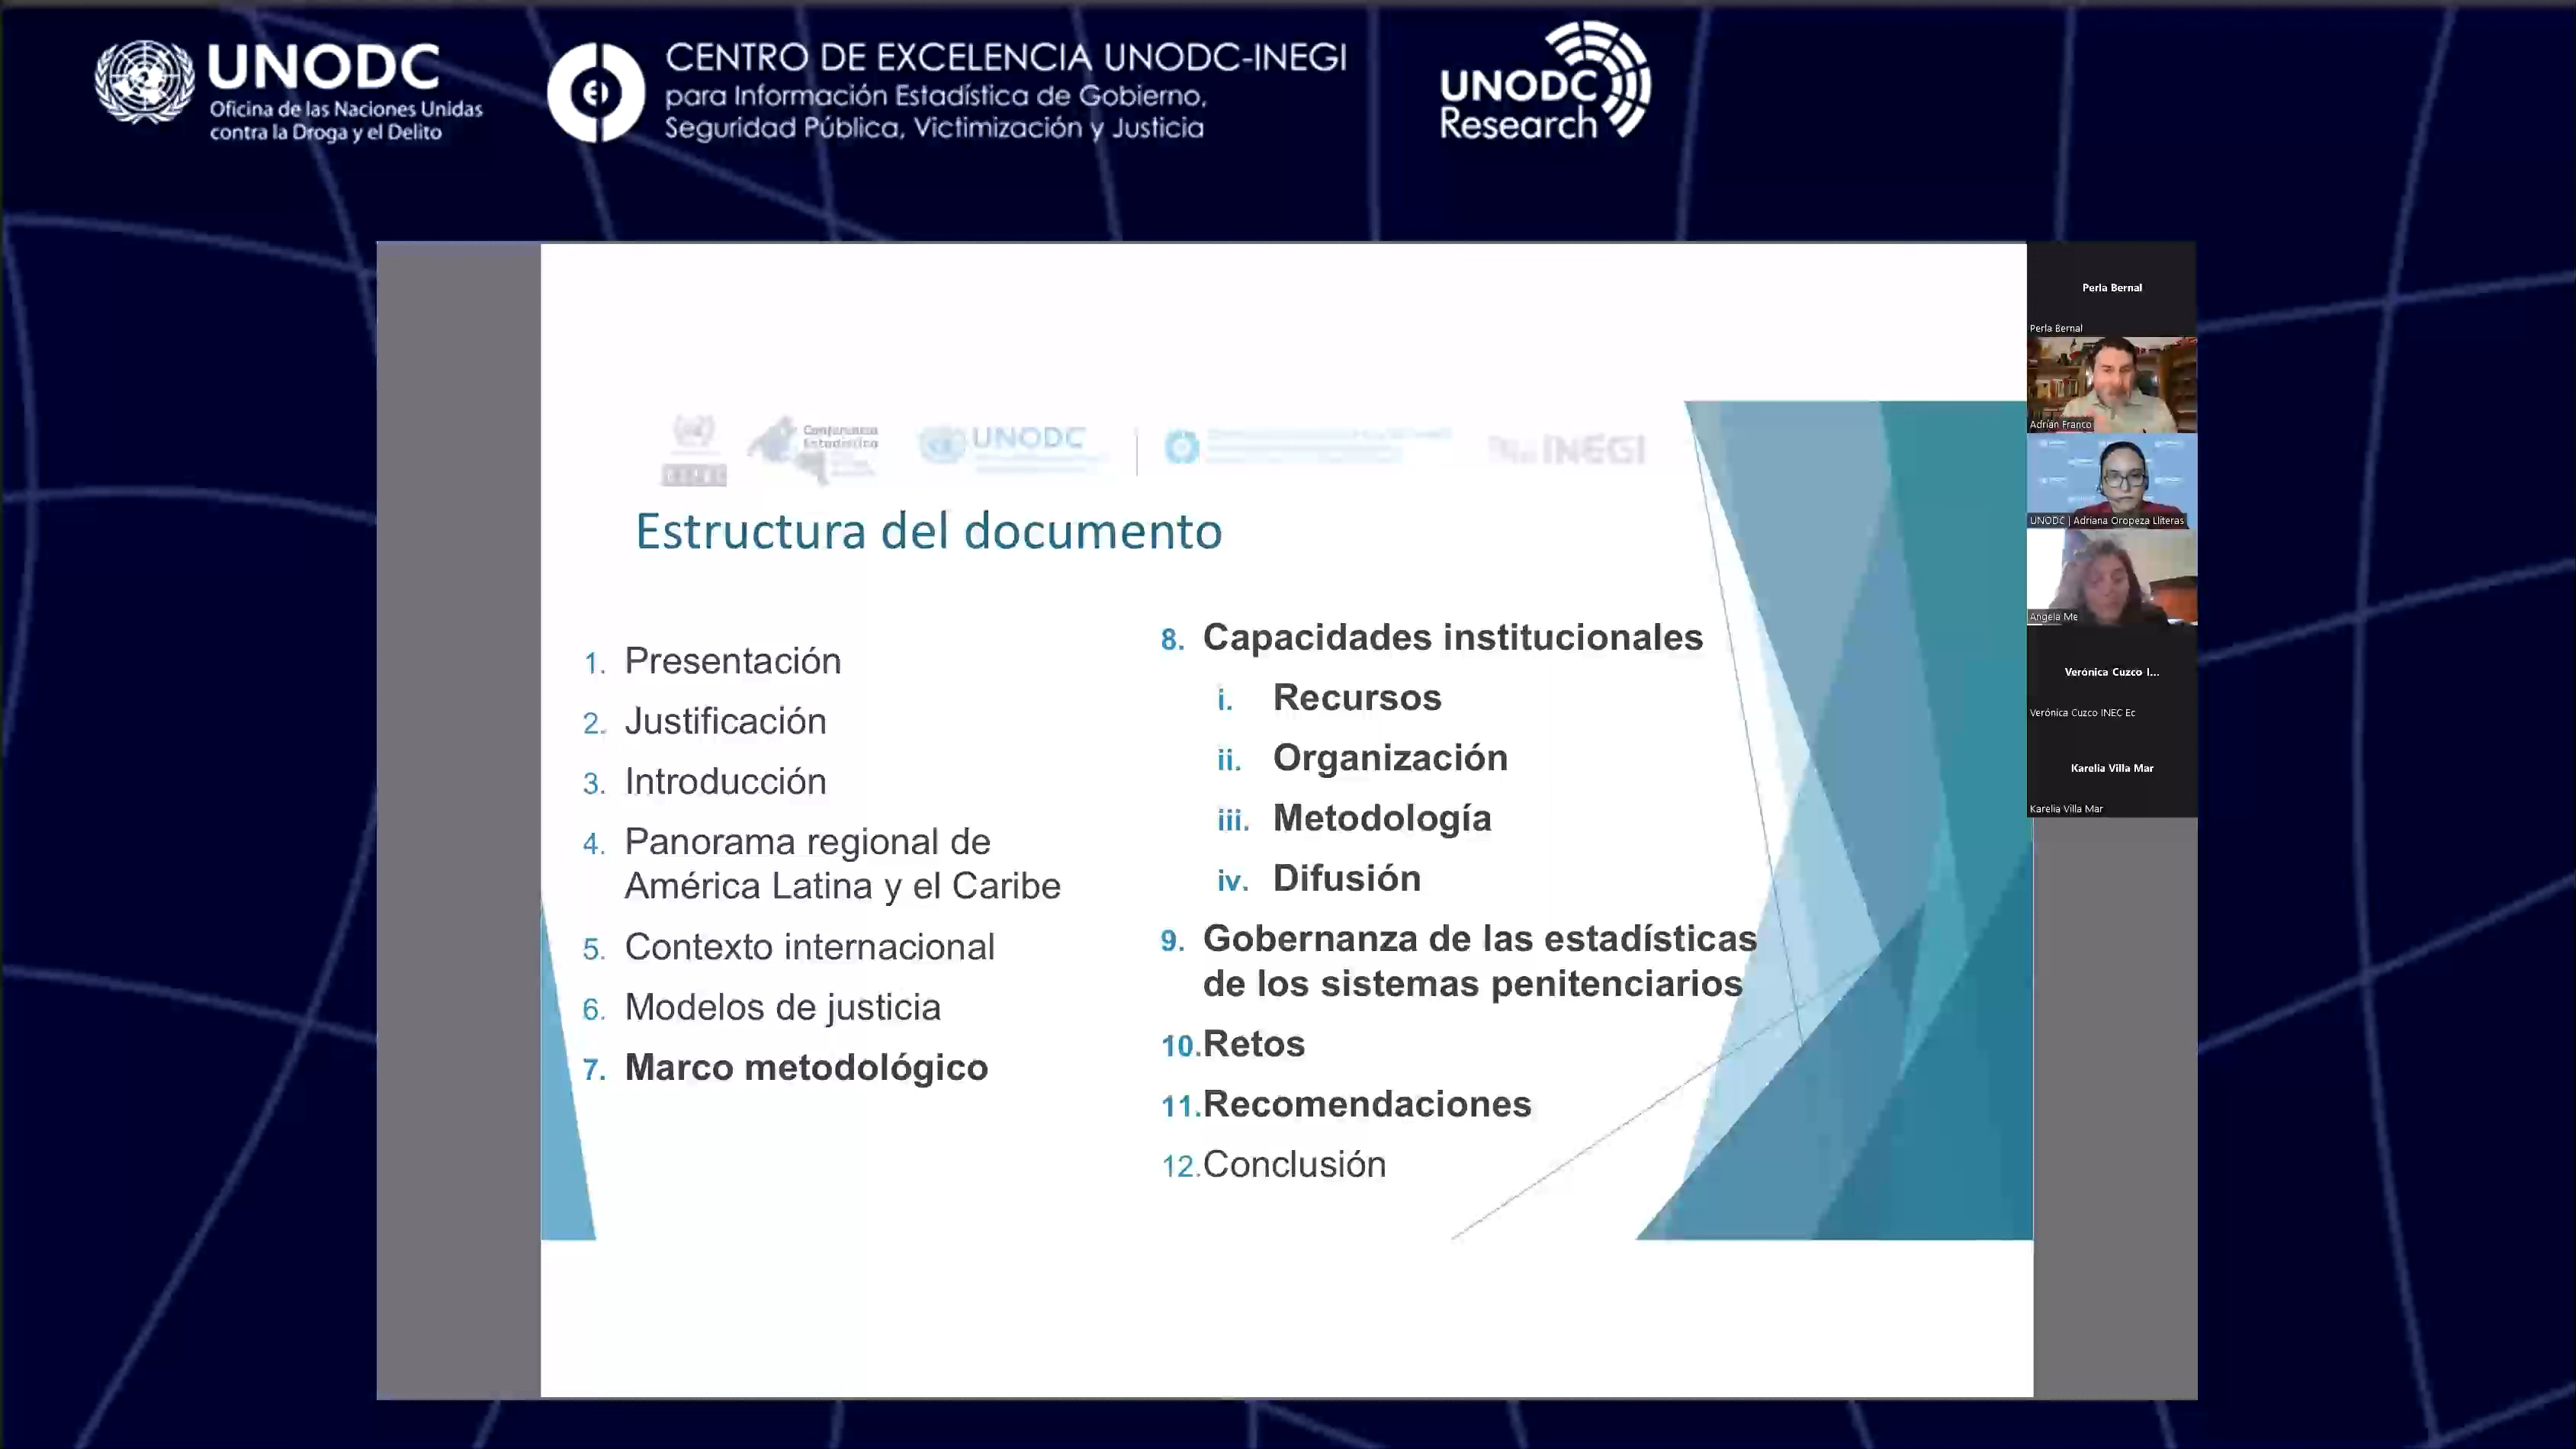 UNODC
Oficina de las Naciones Unidas
contra la Droga y el Delito
CENTRO DE EXCELENCIA UNODC-INEGI
para Información Estadística de Gobierno,
Seguridad Pública, Victimización y Justicia
UNODC
Research
Conferencia
Estadística
UNODC
INEGI
Estructura del documento
1. Presentación
2. Justificación
3. Introducción
4. Panorama regional de
América Latina y el Caribe
5. Contexto internacional
6. Modelos de justicia
7. Marco metodológico
8. Capacidades institucionales
i. Recursos
ii. Organización
iii. Metodología
iv. Difusión
9. Gobernanza de las estadísticas
de los sistemas penitenciarios
10. Retos
11. Recomendaciones
12. Conclusión
Perla Bernal
Perla Bernal
Adrián Franco
UNODC | Adriana Oropeza Lliteras
Angela Me
Verónica Cuzco I...
Verónica Cuzco INEC Ec
Karelia Villa Mar
Karelia Villa Mar